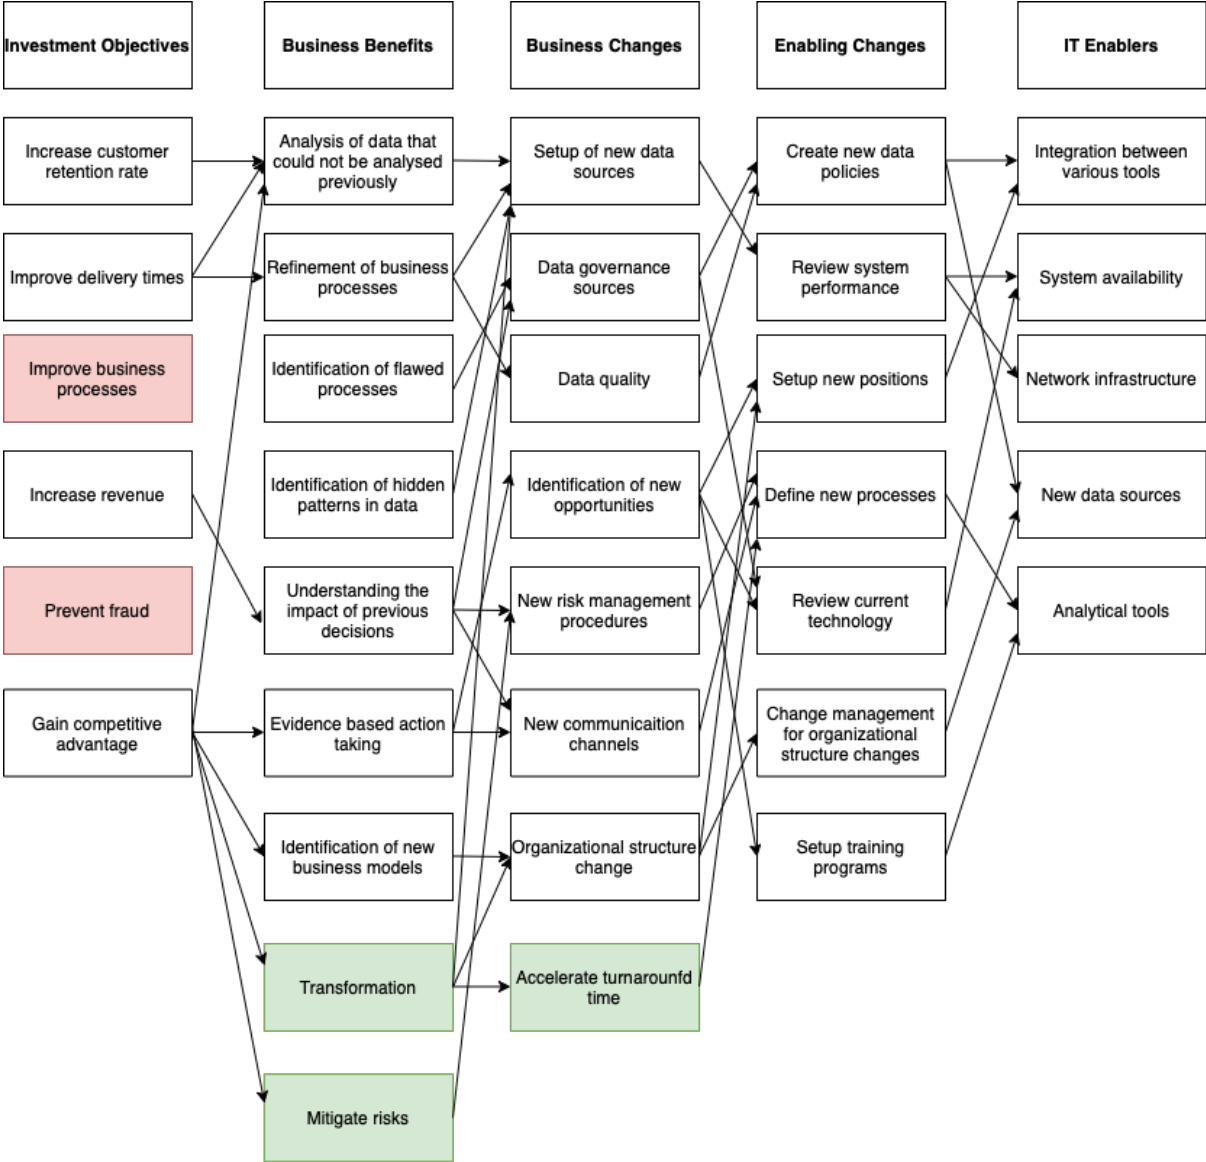 Investment Objectives
Business Benefits
Business Changes
Enabling Changes
IT Enablers
Increase customer
retention rate
Analysis of data that
could not be analysed
previously
Setup of new data
sources
Create new data
policies
Integration between
various tools
Improve delivery times
Refinement of business
processes
Data governance
sources
Review system
performance
System availability
Improve business
processes
Identification of flawed
processes
Data quality
Setup new positions
Network infrastructure
Increase revenue
Identification of hidden
patterns in data
Identification of new
opportunities
Define new processes
New data sources
Prevent fraud
Understanding the
impact of previous
decisions
New risk management
procedures
Review current
technology
Analytical tools
Gain competitive
advantage
Evidence based action
taking
New communicaition
channels
Change management
for organizational
structure changes
Identification of new
business models
Organizational structure
change
Setup training
programs
Transformation
Accelerate turnarounfd
time
Mitigate risks